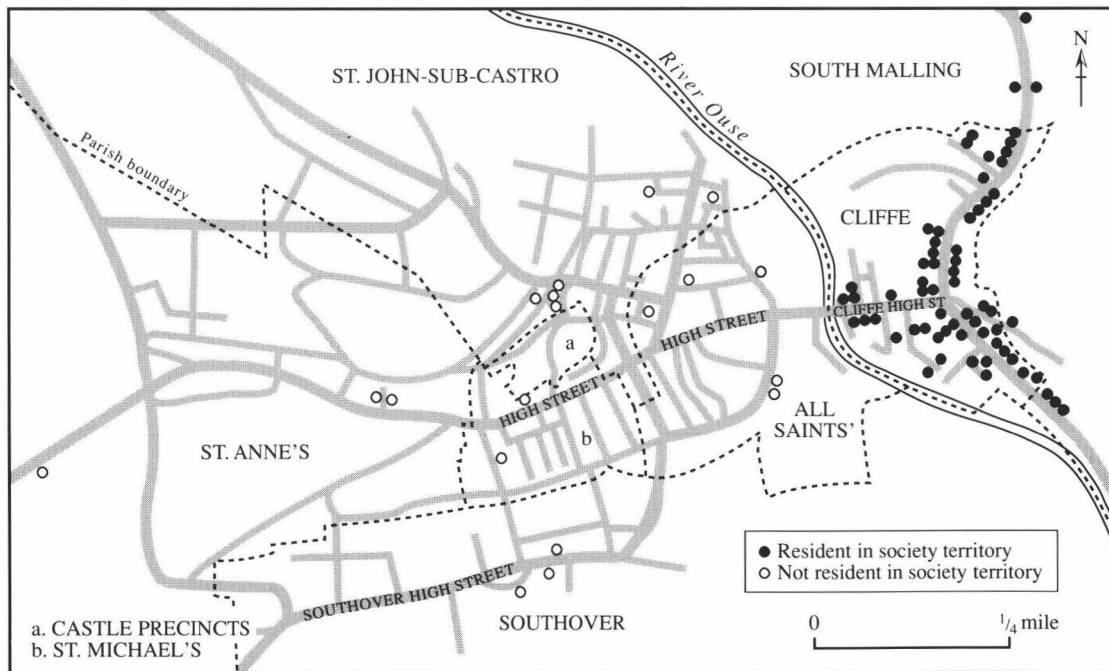 ST. JOHN-SUB-CASTRO
River Ouse
SOUTH MALLING
N
Parish boundary
CLIFFE
CLIFFE HIGH ST
HIGH STREET
a
HIGH STREET
b
ALL
SAINTS'
ST. ANNE'S
SOUTHOVER HIGH STREET
SOUTHOVER
a. CASTLE PRECINCTS
b. ST. MICHAEL'S
Resident in society territory
Not resident in society territory
0 1/4 mile